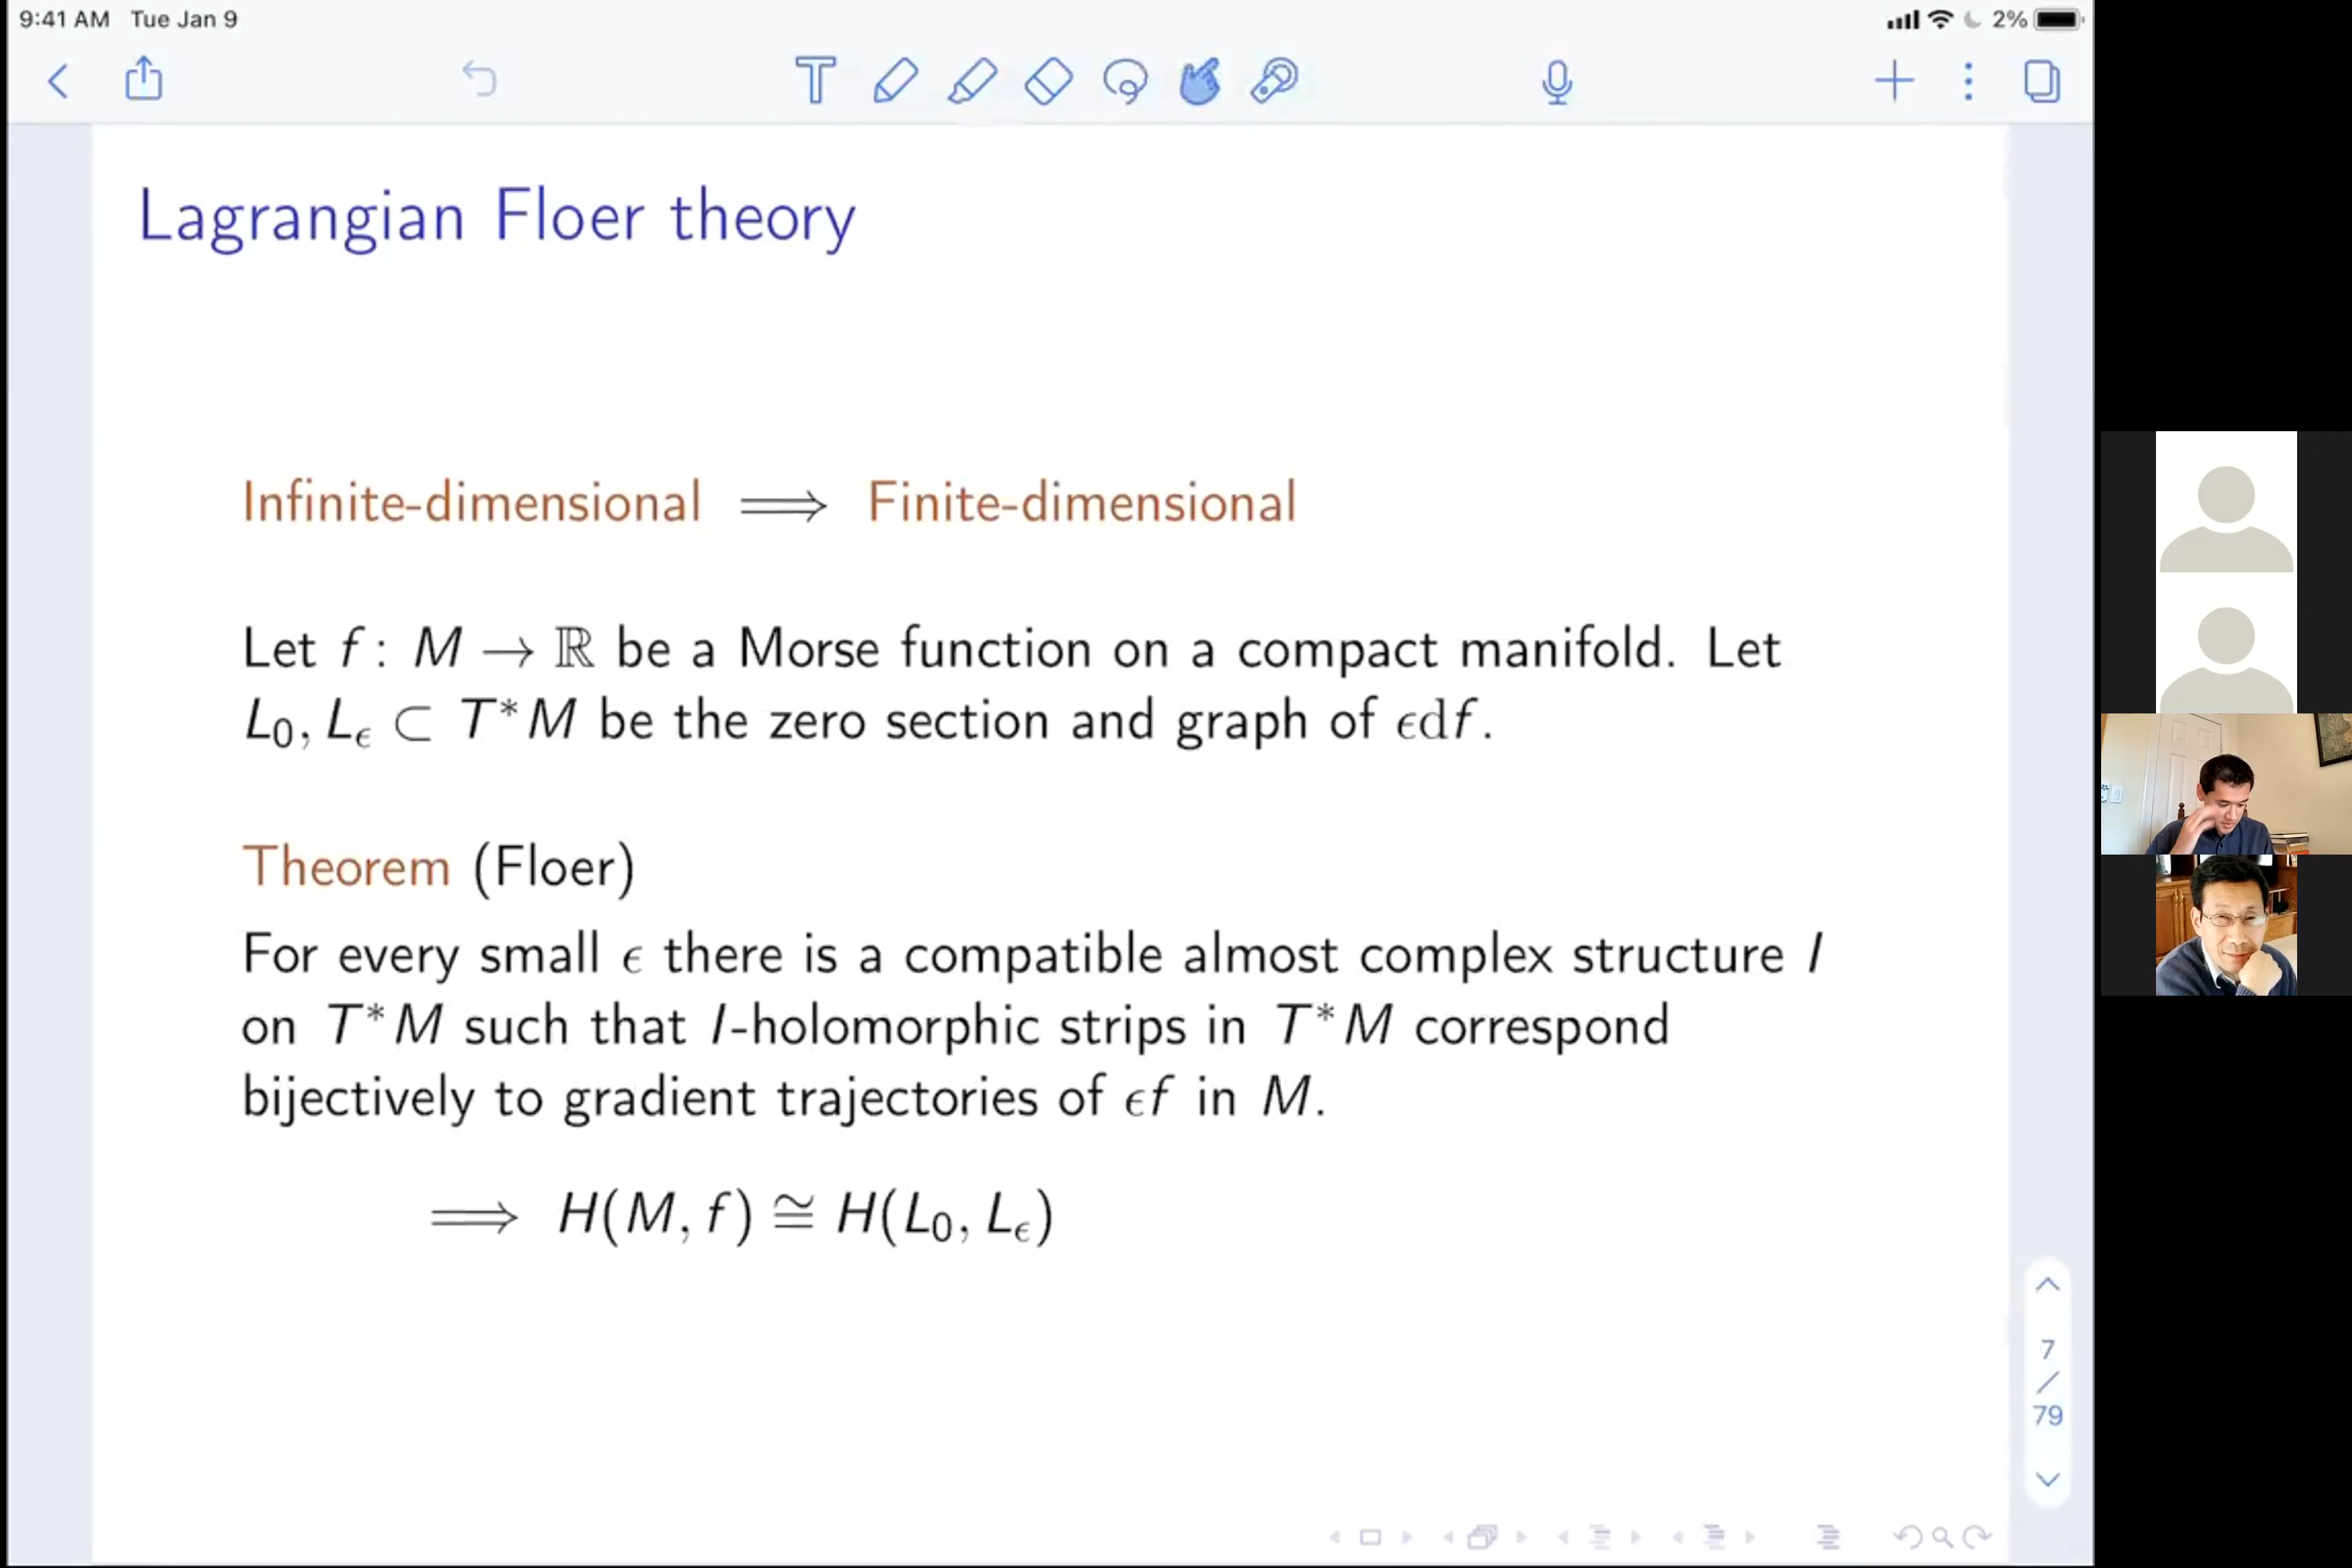 9:41 AM Tue Jan 9
2%
Lagrangian Floer theory
Infinite-dimensional ⟹ Finite-dimensional
Let f : M → ℝ be a Morse function on a compact manifold. Let
L₀, L_ϵ ⊂ T*M be the zero section and graph of ϵdf.
Theorem (Floer)
For every small ϵ there is a compatible almost complex structure I
on T*M such that I-holomorphic strips in T*M correspond
bijectively to gradient trajectories of ϵf in M.
⟹ H(M, f) ≅ H(L₀, L_ϵ)
7
/
79